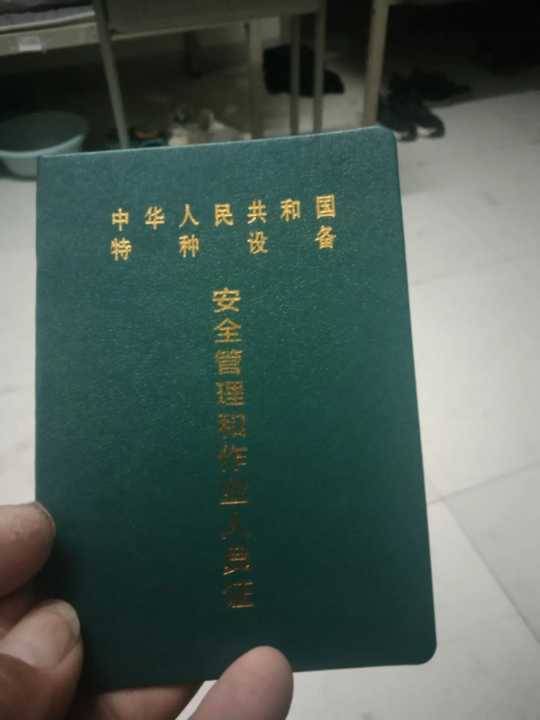 中华人民共和国
特种设备
安全管理和作业人员证